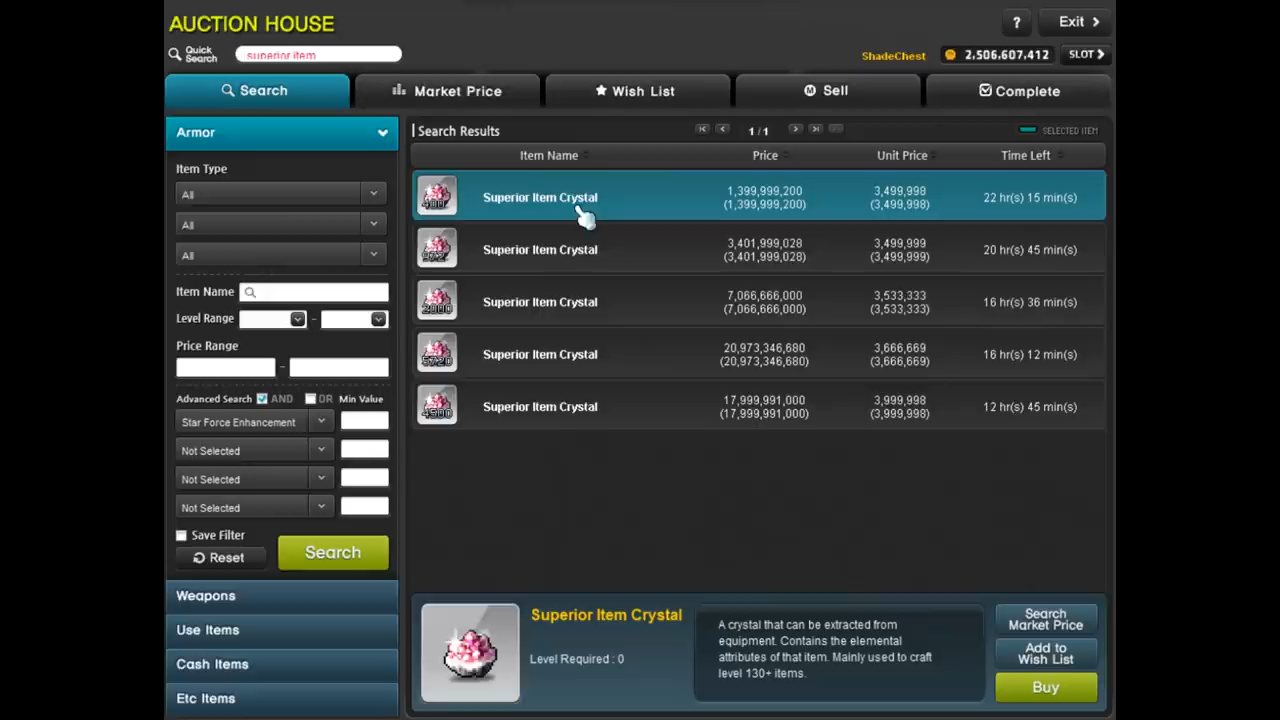 AUCTION HOUSE
?
Exit >
Quick Search
superior item
ShadeChest
2,506,607,412
SLOT >
Search
Market Price
Wish List
Sell
Complete
Armor
Item Type
All
All
All
Item Name
Level Range
-
Price Range
-
Advanced Search AND OR Min Value
Star Force Enhancement
Not Selected
Not Selected
Not Selected
Save Filter
Reset
Search
Weapons
Use Items
Cash Items
Etc Items
Search Results
1 / 1
SELECTED ITEM
Item Name Price Unit Price Time Left
400
Superior Item Crystal
1,399,999,200
(1,399,999,200)
3,499,998
(3,499,998)
22 hr(s) 15 min(s)
972
Superior Item Crystal
3,401,999,028
(3,401,999,028)
3,499,999
(3,499,999)
20 hr(s) 45 min(s)
2000
Superior Item Crystal
7,066,666,000
(7,066,666,000)
3,533,333
(3,533,333)
16 hr(s) 36 min(s)
5720
Superior Item Crystal
20,973,346,680
(20,973,346,680)
3,666,669
(3,666,669)
16 hr(s) 12 min(s)
4500
Superior Item Crystal
17,999,991,000
(17,999,991,000)
3,999,998
(3,999,998)
12 hr(s) 45 min(s)
Superior Item Crystal
Level Required : 0
A crystal that can be extracted from
equipment. Contains the elemental
attributes of that item. Mainly used to craft
level 130+ items.
Search
Market Price
Add to
Wish List
Buy